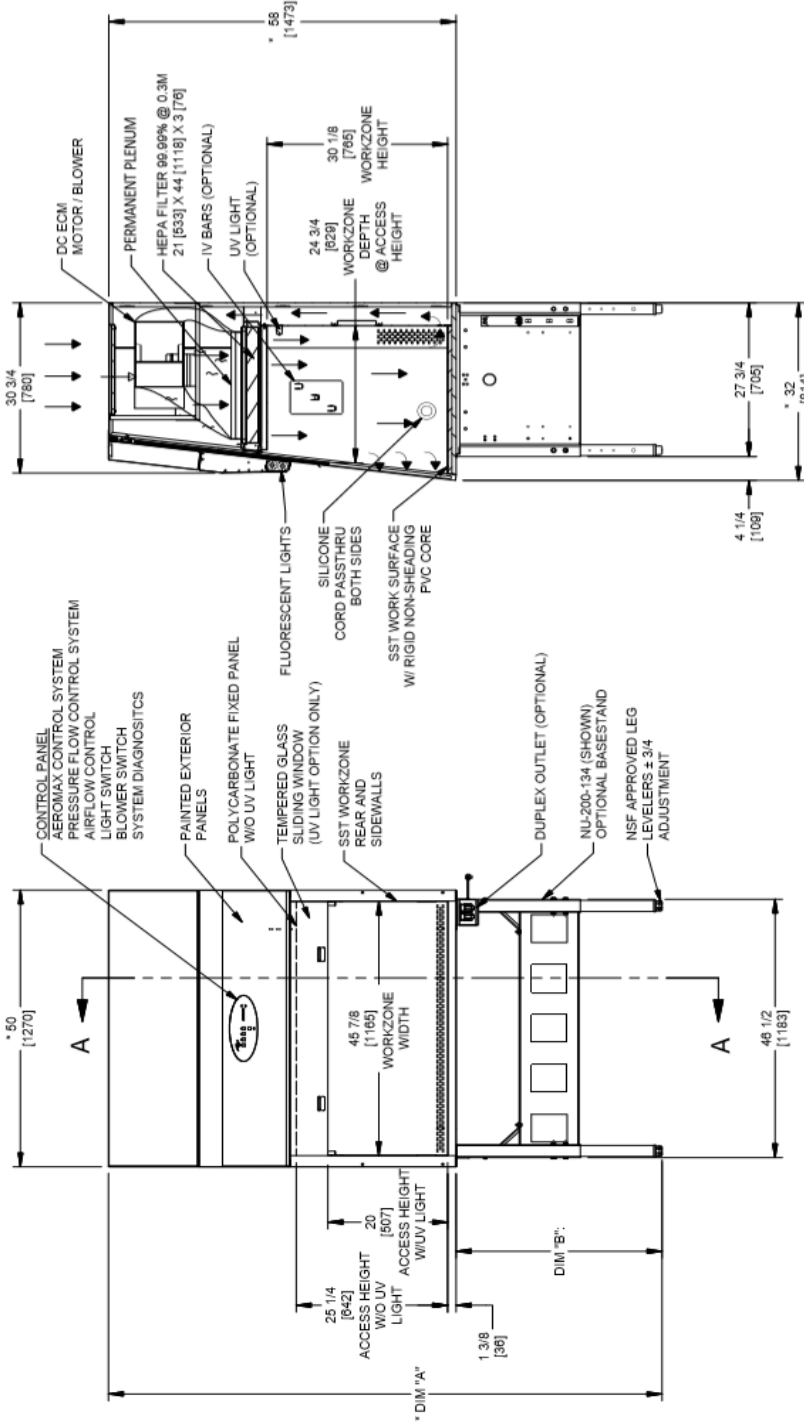 * 50
[1270]
A
CONTROL PANEL
AEROMAX CONTROL SYSTEM
PRESSURE FLOW CONTROL SYSTEM
AIRFLOW CONTROL
LIGHT SWITCH
BLOWER SWITCH
SYSTEM DIAGNOSITCS
PAINTED EXTERIOR
PANELS
POLYCARBONATE FIXED PANEL
W/O UV LIGHT
TEMPERED GLASS
SLIDING WINDOW
(UV LIGHT OPTION ONLY)
SST WORKZONE
REAR AND
SIDEWALLS
45 7/8
[1165]
WORKZONE
WIDTH
20
[507]
ACCESS HEIGHT
W/UV LIGHT
25 1/4
[642]
ACCESS HEIGHT
W/O UV
LIGHT
1 3/8
[36]
* DIM "A"
DIM "B":
DUPLEX OUTLET (OPTIONAL)
NU-200-134 (SHOWN)
OPTIONAL BASESTAND
NSF APPROVED LEG
LEVELERS ± 3/4
ADJUSTMENT
46 1/2
[1183]
A
30 3/4
[780]
DC ECM
MOTOR / BLOWER
PERMANENT PLENUM
HEPA FILTER 99.99% @ 0.3M
21 [533] X 44 [1118] X 3 [76]
IV BARS (OPTIONAL)
UV LIGHT
(OPTIONAL)
* 58
[1473]
30 1/8
[765]
WORKZONE
HEIGHT
24 3/4
[629]
WORKZONE
DEPTH
@ ACCESS
HEIGHT
FLUORESCENT LIGHTS
SILICONE
CORD PASSTHRU
BOTH SIDES
SST WORK SURFACE
W/ RIGID NON-SHEADING
PVC CORE
4 1/4
[109]
27 3/4
[705]
* 32